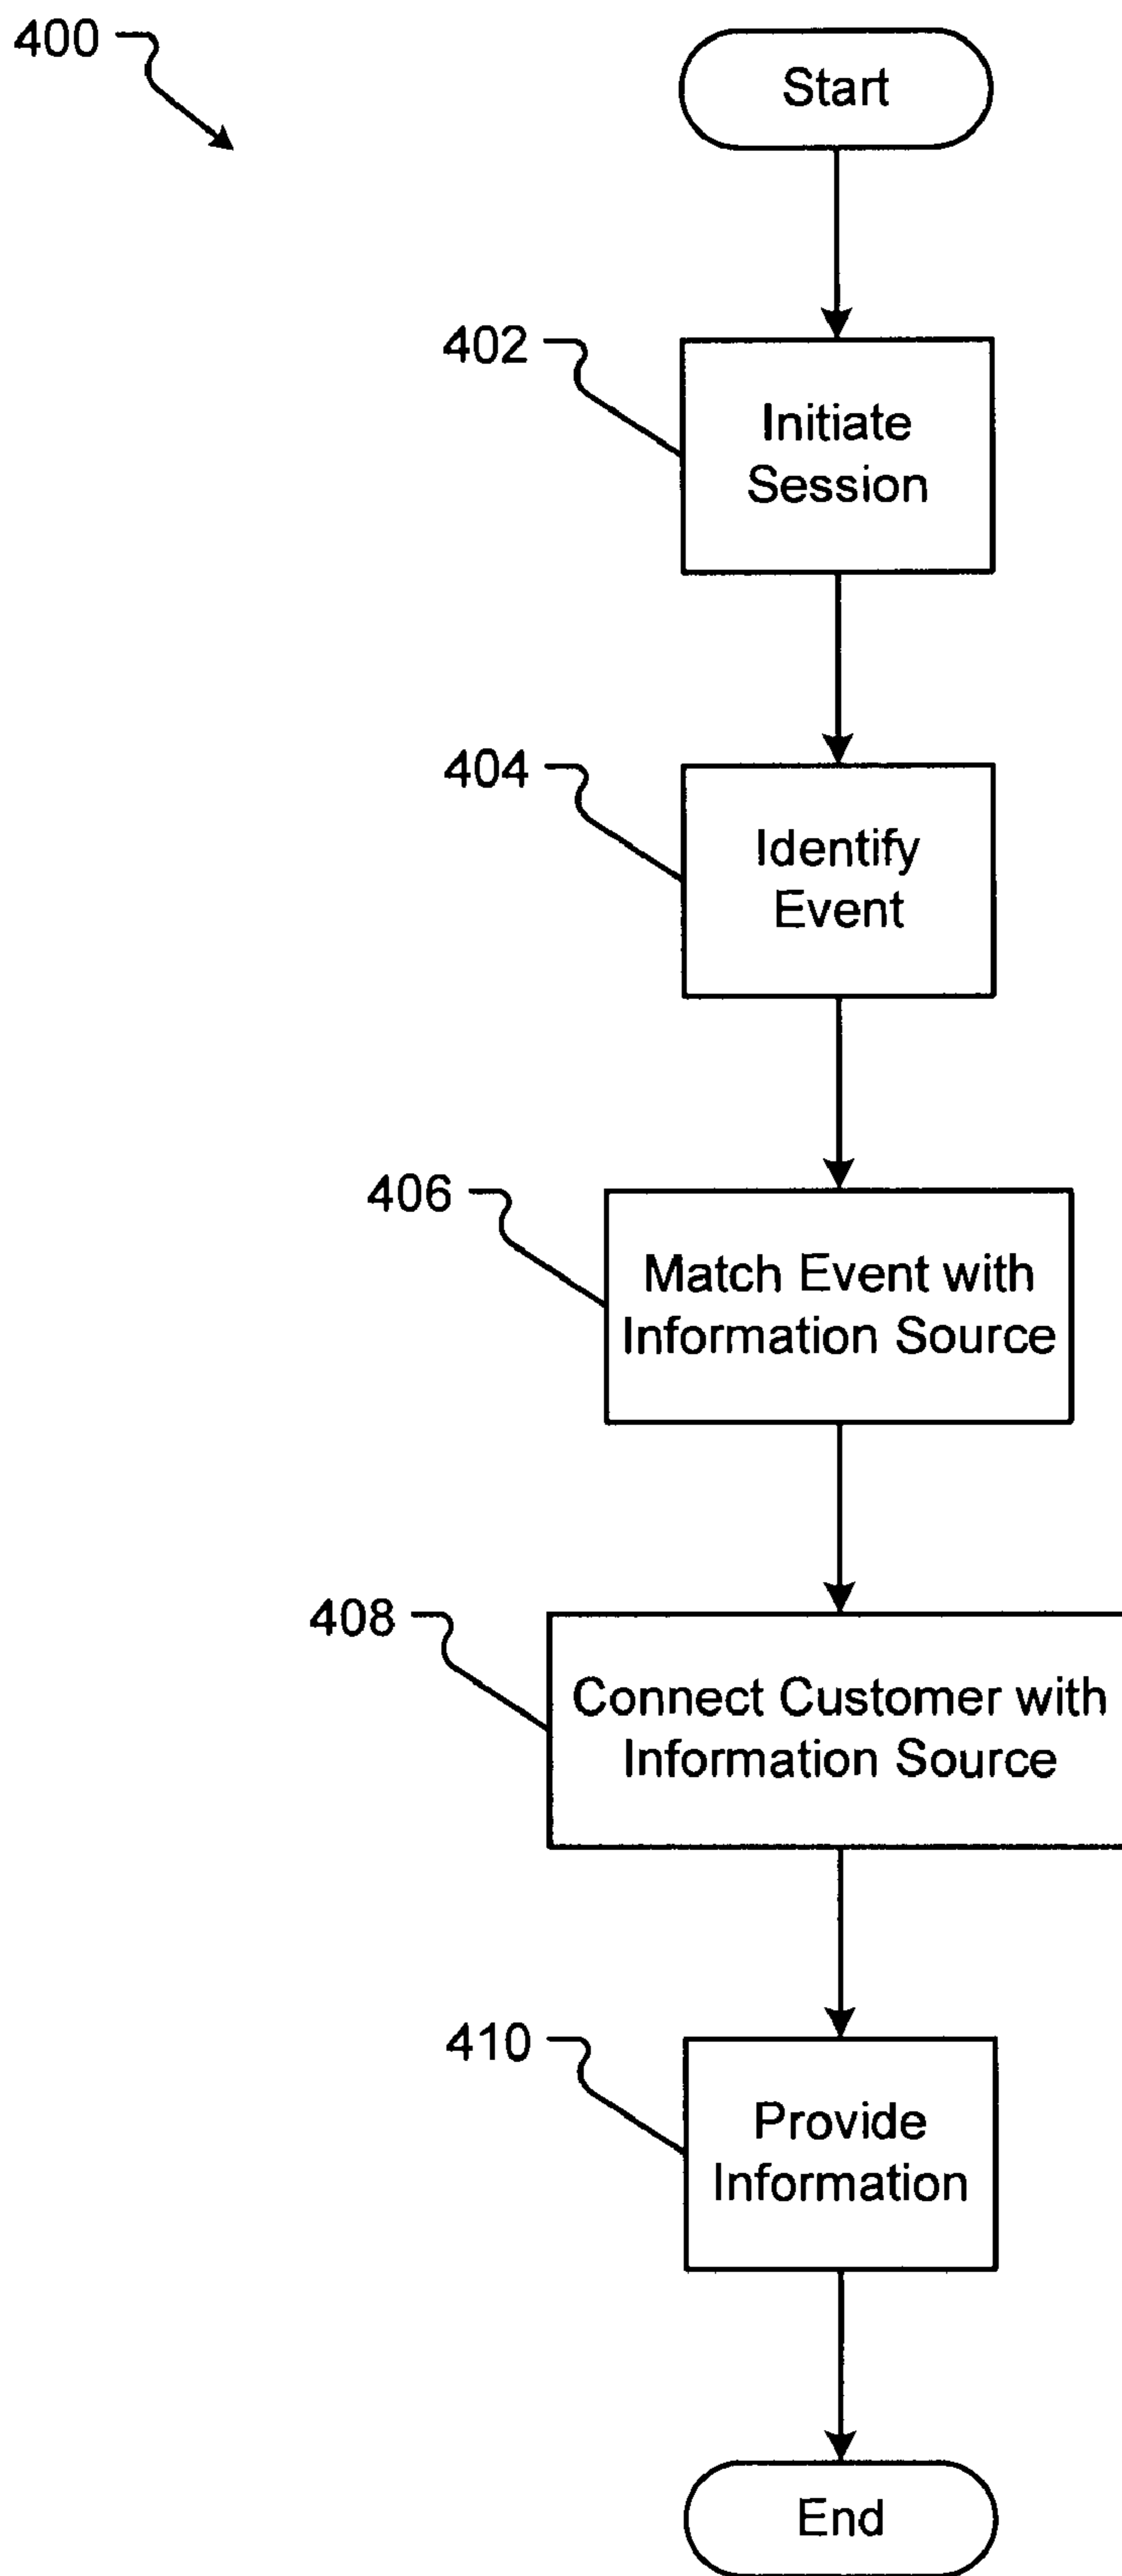 400
Start
402
Initiate
Session
404
Identify
Event
406
Match Event with
Information Source
408
Connect Customer with
Information Source
410
Provide
Information
End